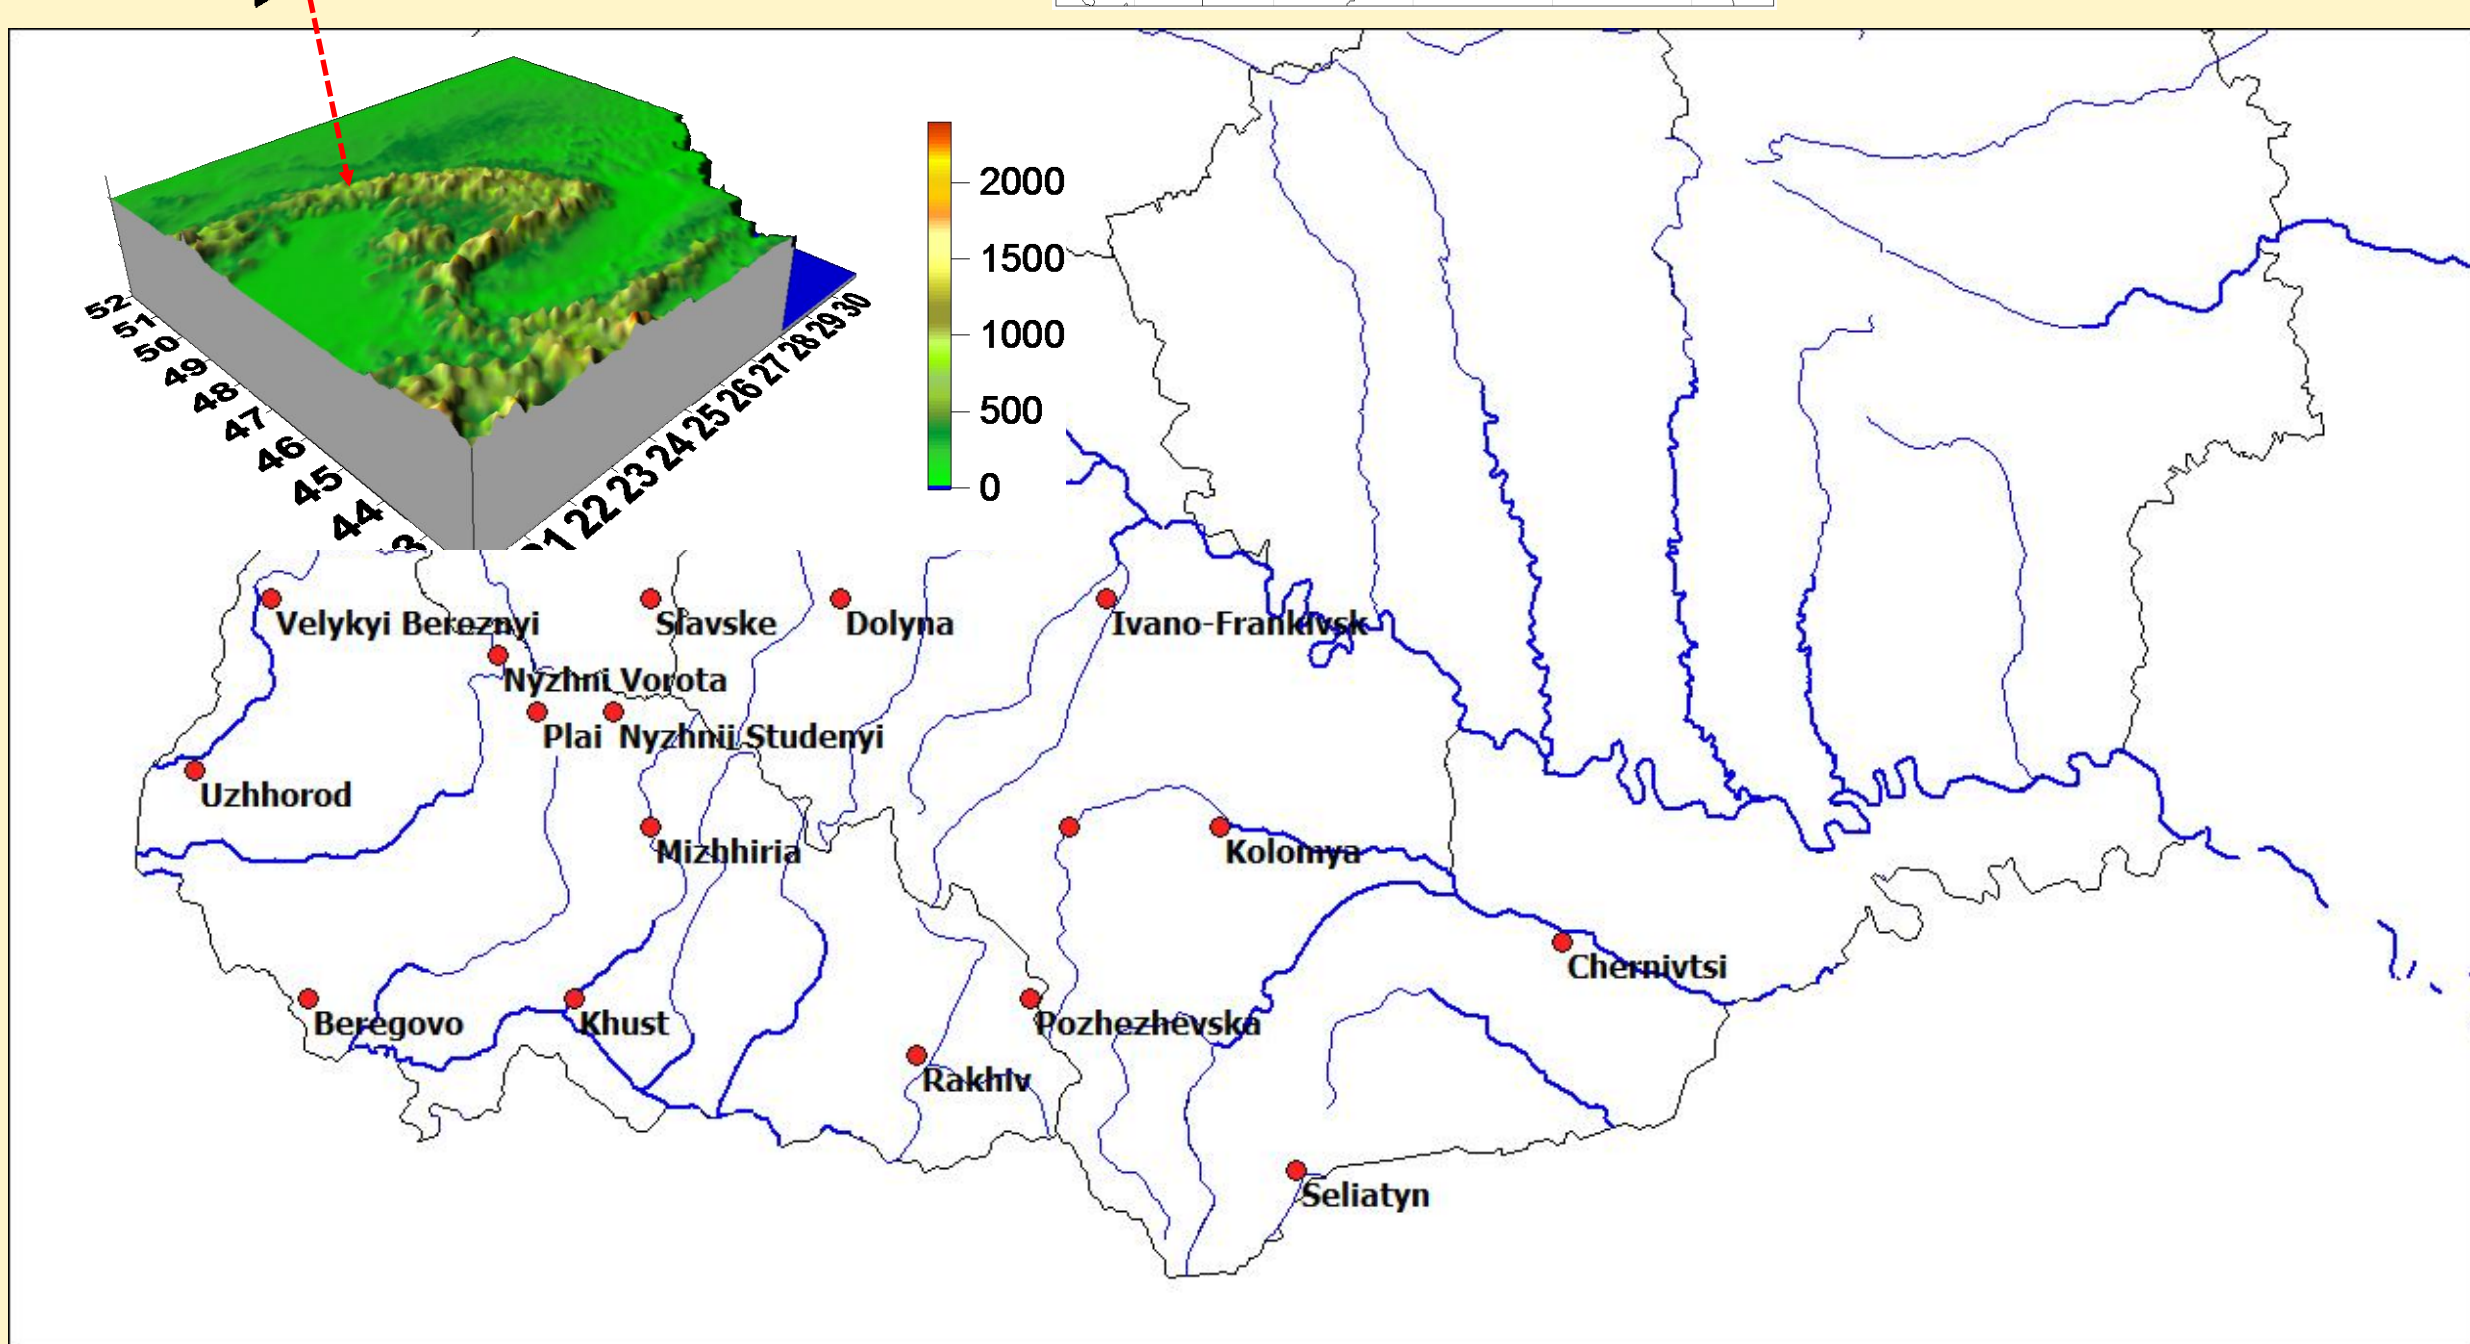 2000
1500
1000
500
0
52
51
50
49
48
47
46
45
44
3
21
22
23
24
25
26
27
28
29
30
Velykyi Bereznyi
Slavske
Dolyna
Ivano-Frankivsk
Nyzhni Vorota
Plai
Nyzhnii Studenyi
Uzhhorod
Mizhhiria
Kolomya
Chernivtsi
Beregovo
Khust
Pozhezhevska
Rakhiv
Seliatyn